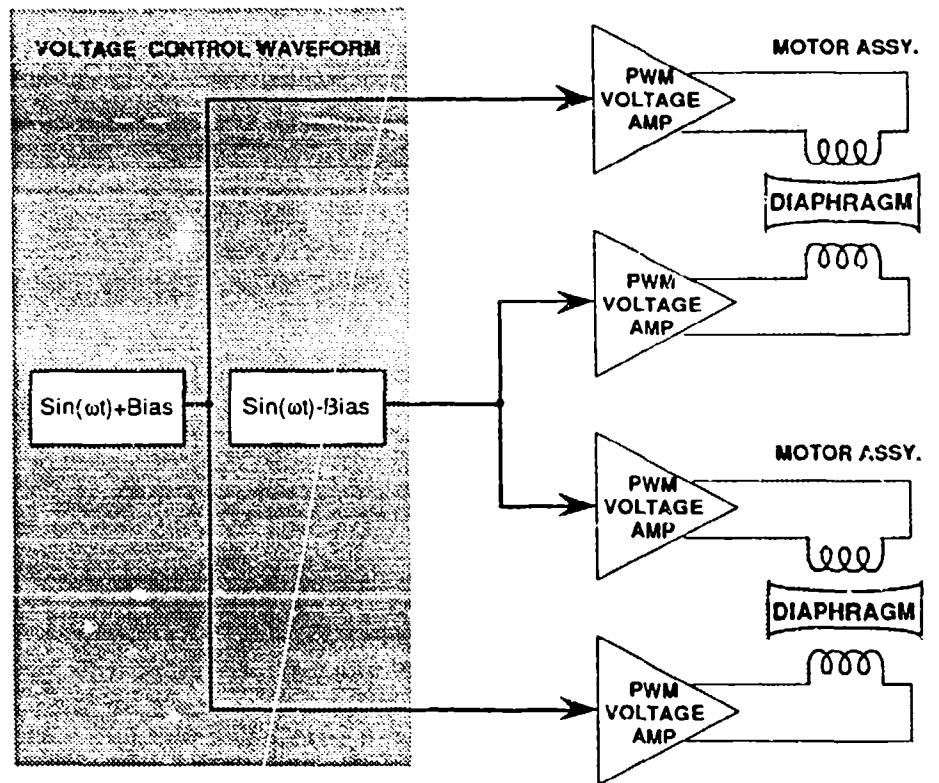 VOLTAGE CONTROL WAVEFORM
MOTOR ASSY.
PWM
VOLTAGE
AMP
DIAPHRAGM
PWM
VOLTAGE
AMP
Sin(ωt)+Bias
Sin(ωt)-Bias
MOTOR ASSY.
PWM
VOLTAGE
AMP
DIAPHRAGM
PWM
VOLTAGE
AMP